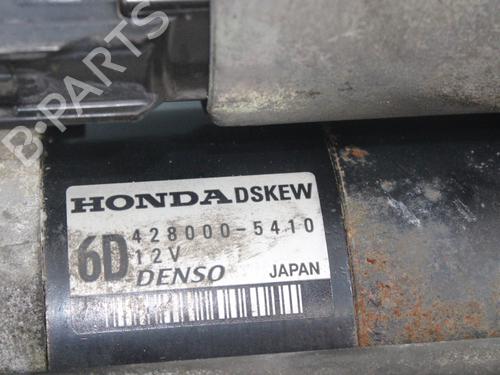 B-PARTS
HONDA DSKEW
428000-5410
6D 12V
DENSO JAPAN